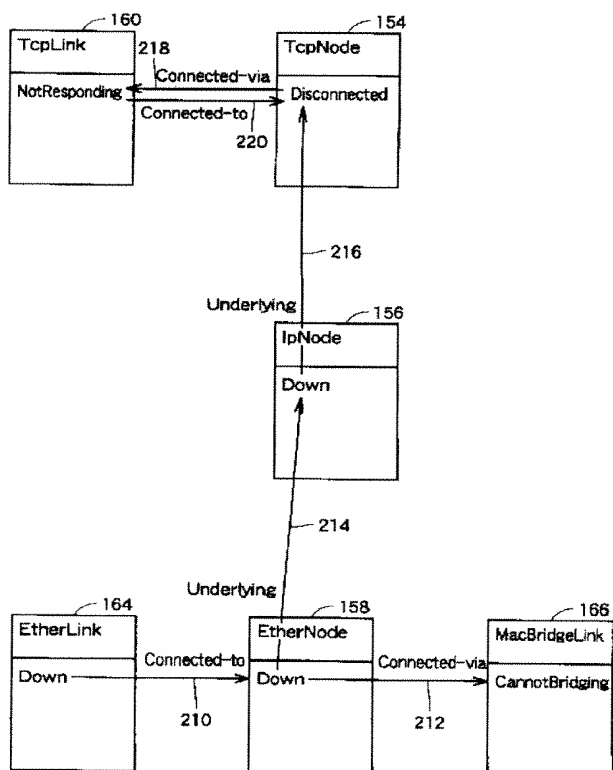 160
154
TcpLink
218
TcpNode
Connected-via
NotResponding
Disconnected
Connected-to
220
216
Underlying
156
IpNode
Down
214
Underlying
164
158
166
EtherLink
EtherNode
MacBridgeLink
Connected-to
Connected-via
Down
Down
CannotBridging
210
212